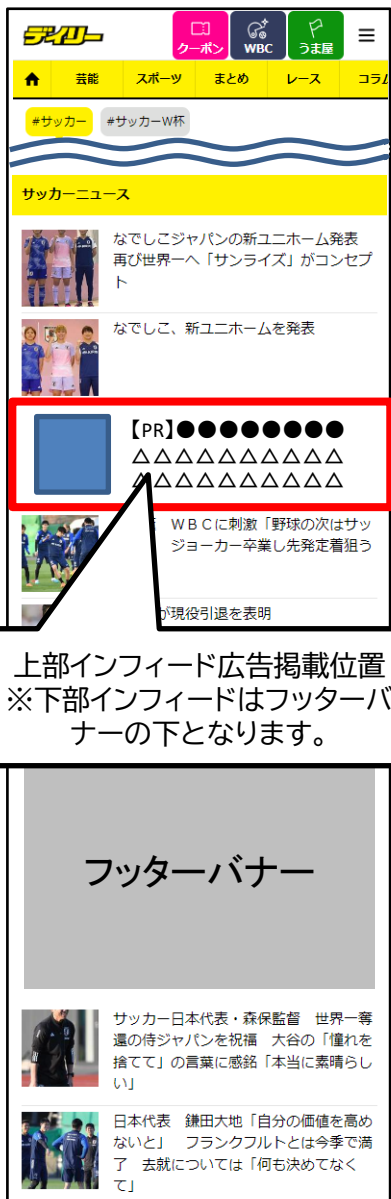 デイリー
クーポン
WBC
うま屋
芸能 スポーツ まとめ レース コラム
#サッカー #サッカーW杯
サッカーニュース
なでしこジャパンの新ユニホーム発表
再び世界一へ「サンライズ」がコンセプ
ト
なでしこ、新ユニホームを発表
【PR】●●●●●●●●
△△△△△△△△△△
△△△△△△△△△△
WBCに刺激「野球の次はサッ
ジョーカー卒業し先発定着狙う
が現役引退を表明
上部インフィード広告掲載位置
※下部インフィードはフッターバ
ナーの下となります。
フッターバナー
サッカー日本代表・森保監督 世界一奪
還の侍ジャパンを祝福 大谷の「憧れを
捨てて」の言葉に感銘「本当に素晴らし
い」
日本代表 鎌田大地「自分の価値を高め
ないと」 フランクフルトとは今季で満
了 去就については「何も決めてなく
て」